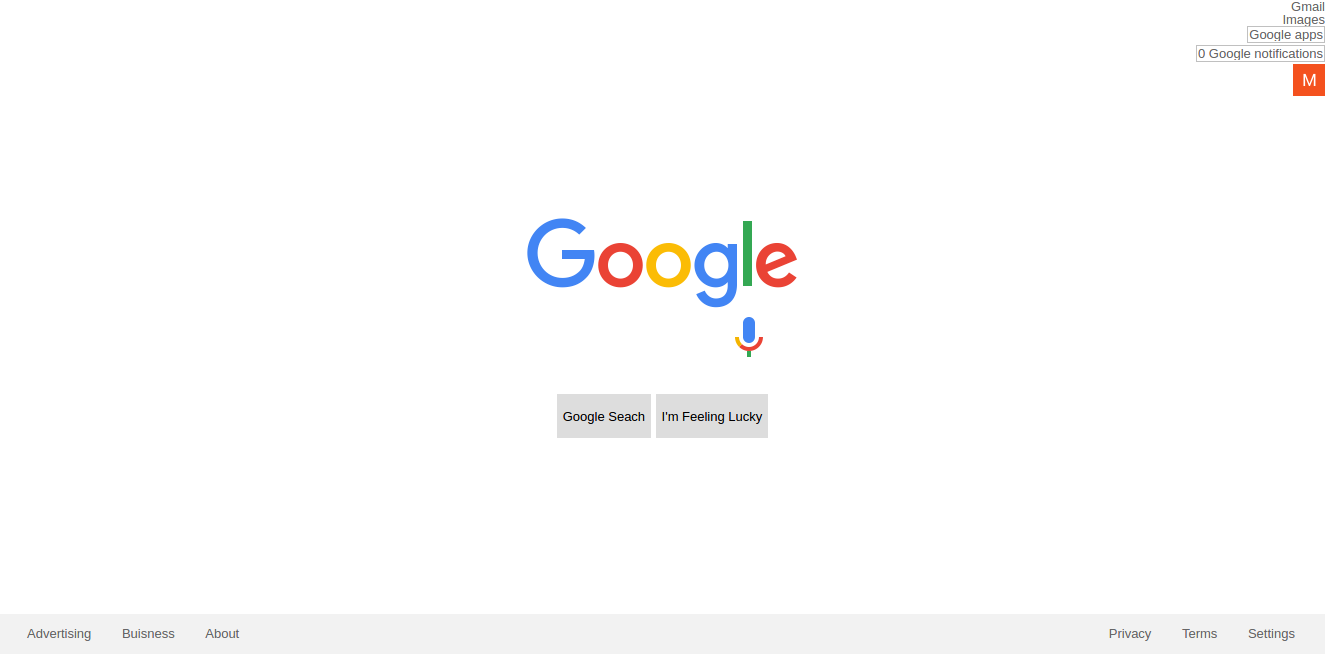 Gmail
Images
Google apps
0 Google notifications
M
Google
Google Seach I'm Feeling Lucky
Advertising Buisness About Privacy Terms Settings